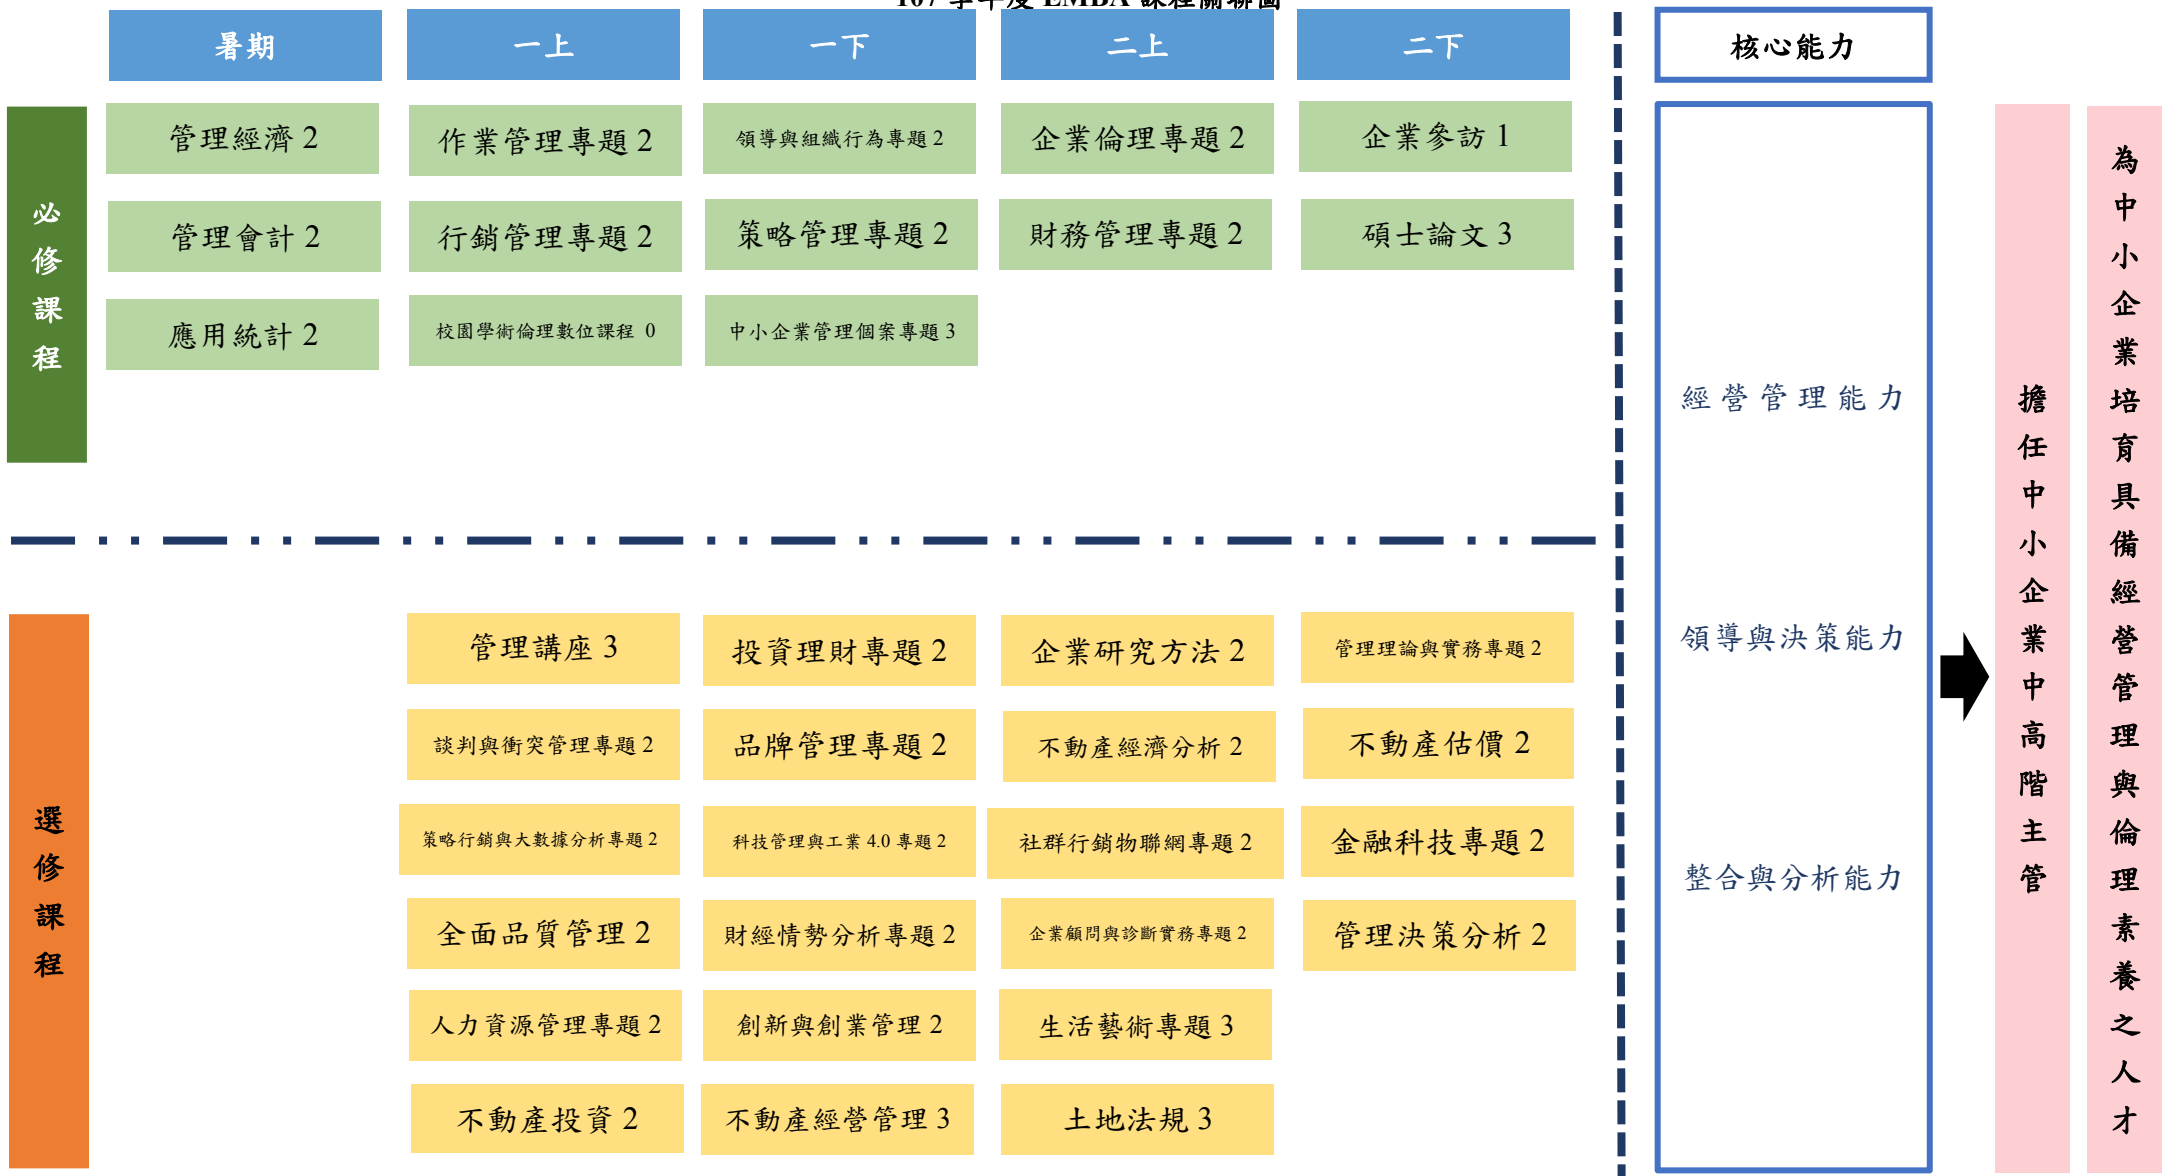 107 學年度 EMBA 課程關聯圖
暑期
一上
一下
二上
二下
核心能力
必修課程
管理經濟 2
作業管理專題 2
領導與組織行為專題 2
企業倫理專題 2
企業參訪 1
管理會計 2
行銷管理專題 2
策略管理專題 2
財務管理專題 2
碩士論文 3
應用統計 2
校園學術倫理數位課程 0
中小企業管理個案專題 3
選修課程
管理講座 3
投資理財專題 2
企業研究方法 2
管理理論與實務專題 2
談判與衝突管理專題 2
品牌管理專題 2
不動產經濟分析 2
不動產估價 2
策略行銷與大數據分析專題 2
科技管理與工業 4.0 專題 2
社群行銷物聯網專題 2
金融科技專題 2
全面品質管理 2
財經情勢分析專題 2
企業顧問與診斷實務專題 2
管理決策分析 2
人力資源管理專題 2
創新與創業管理 2
生活藝術專題 3
不動產投資 2
不動產經營管理 3
土地法規 3
經營管理能力
領導與決策能力
整合與分析能力
擔任中小企業中高階主管
為中小企業培育具備經營管理與倫理素養之人才